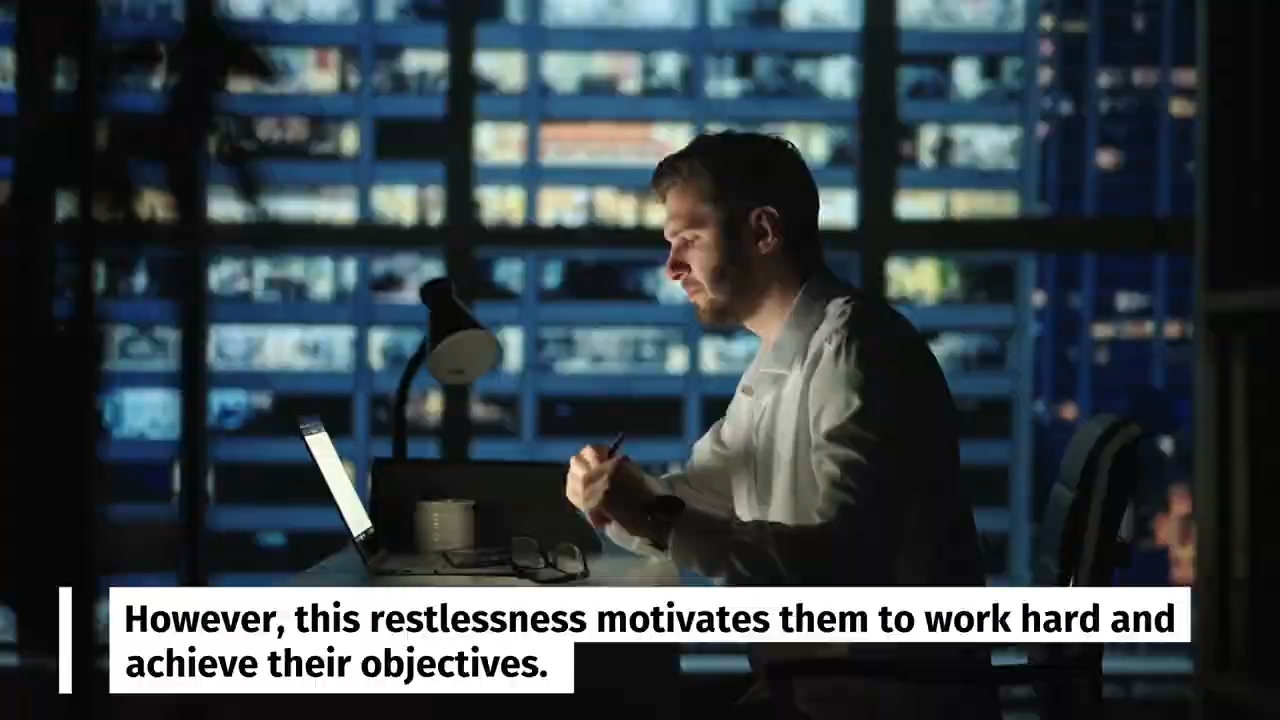 However, this restlessness motivates them to work hard and
achieve their objectives.